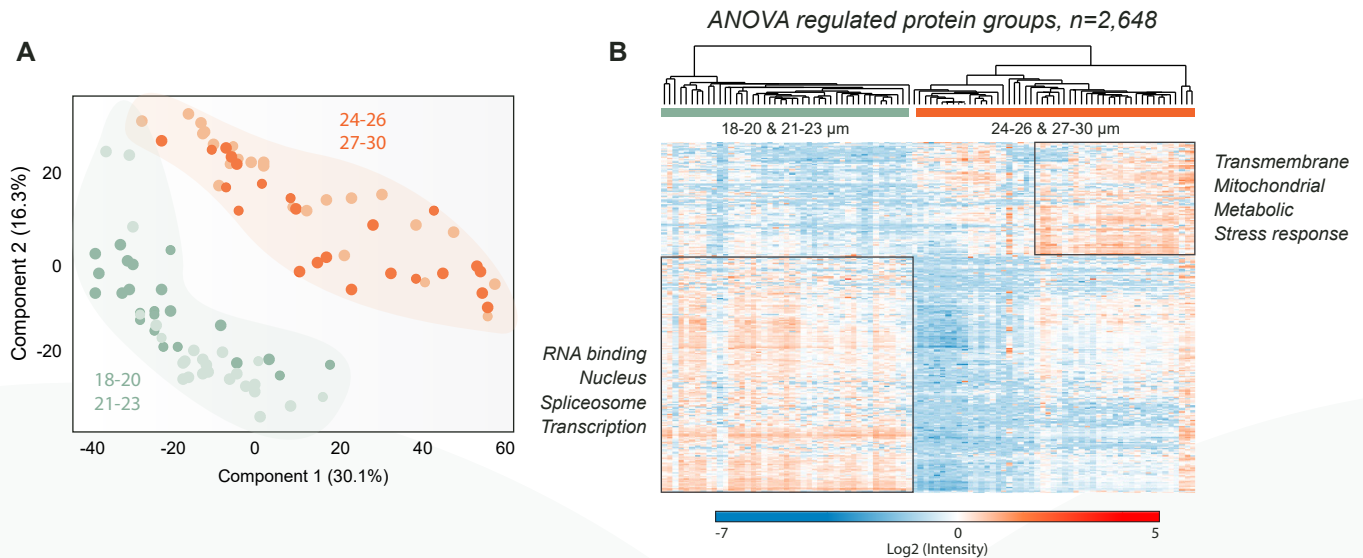 A
24-26
27-30
20
0
-20
Component 2 (16.3%)
18-20
21-23
-40
-20
0
20
40
60
Component 1 (30.1%)
B
ANOVA regulated protein groups, n=2,648
18-20 & 21-23 µm
24-26 & 27-30 µm
Transmembrane
Mitochondrial
Metabolic
Stress response
RNA binding
Nucleus
Spliceosome
Transcription
-7
0
5
Log2 (Intensity)